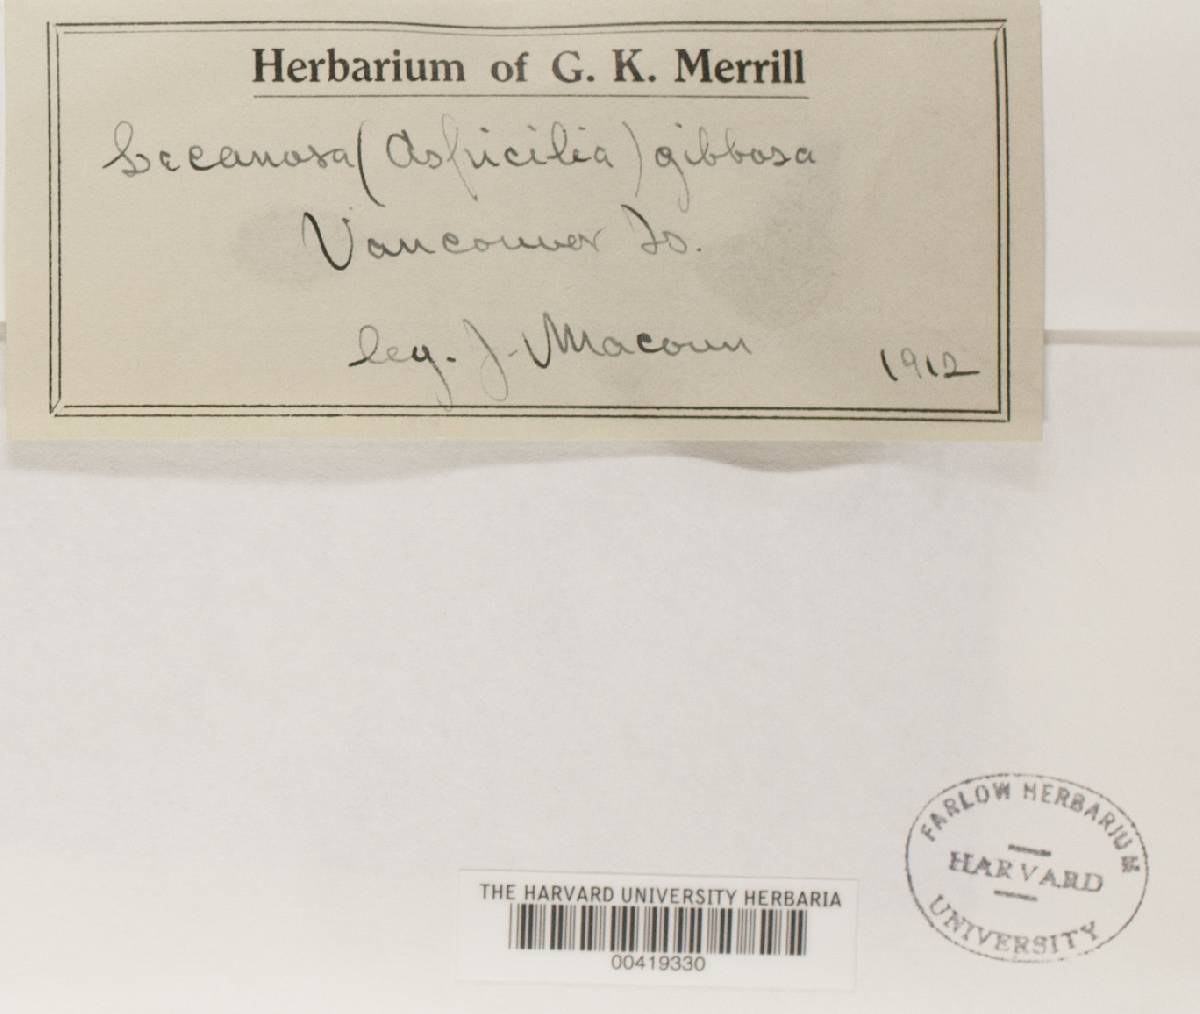 Herbarium of G. K. Merrill
Lecanora (Aspicilia) gibbosa
Vancouver Is.
leg. J. Macoun
1912
FARLOW HERBARIUM
HARVARD
UNIVERSITY
THE HARVARD UNIVERSITY HERBARIA
00419330